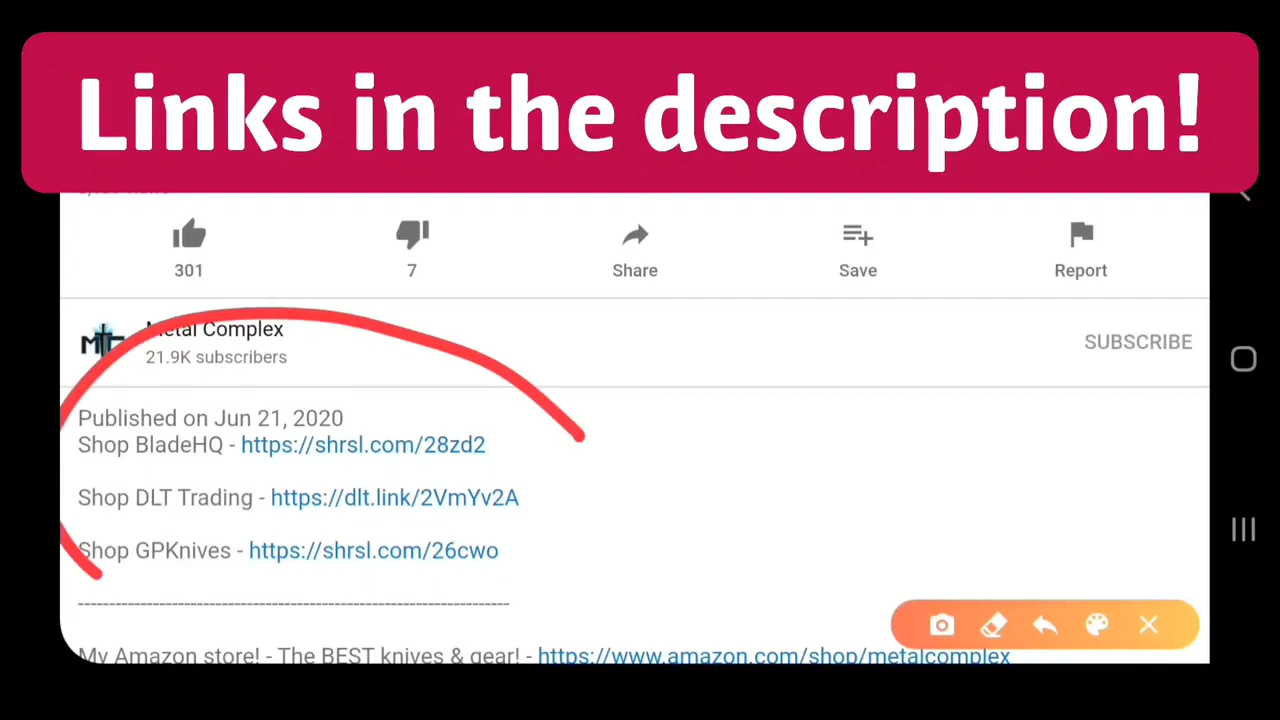 Links in the description!
301
7
Share
Save
Report
Metal Complex
21.9K subscribers
SUBSCRIBE
Published on Jun 21, 2020
Shop BladeHQ - https://shrsl.com/28zd2
Shop DLT Trading - https://dlt.link/2VmYv2A
Shop GPKnives - https://shrsl.com/26cwo
--------------------------------------------------------------------
My Amazon store! - The BEST knives & gear! - https://www.amazon.com/shop/metalcomplex